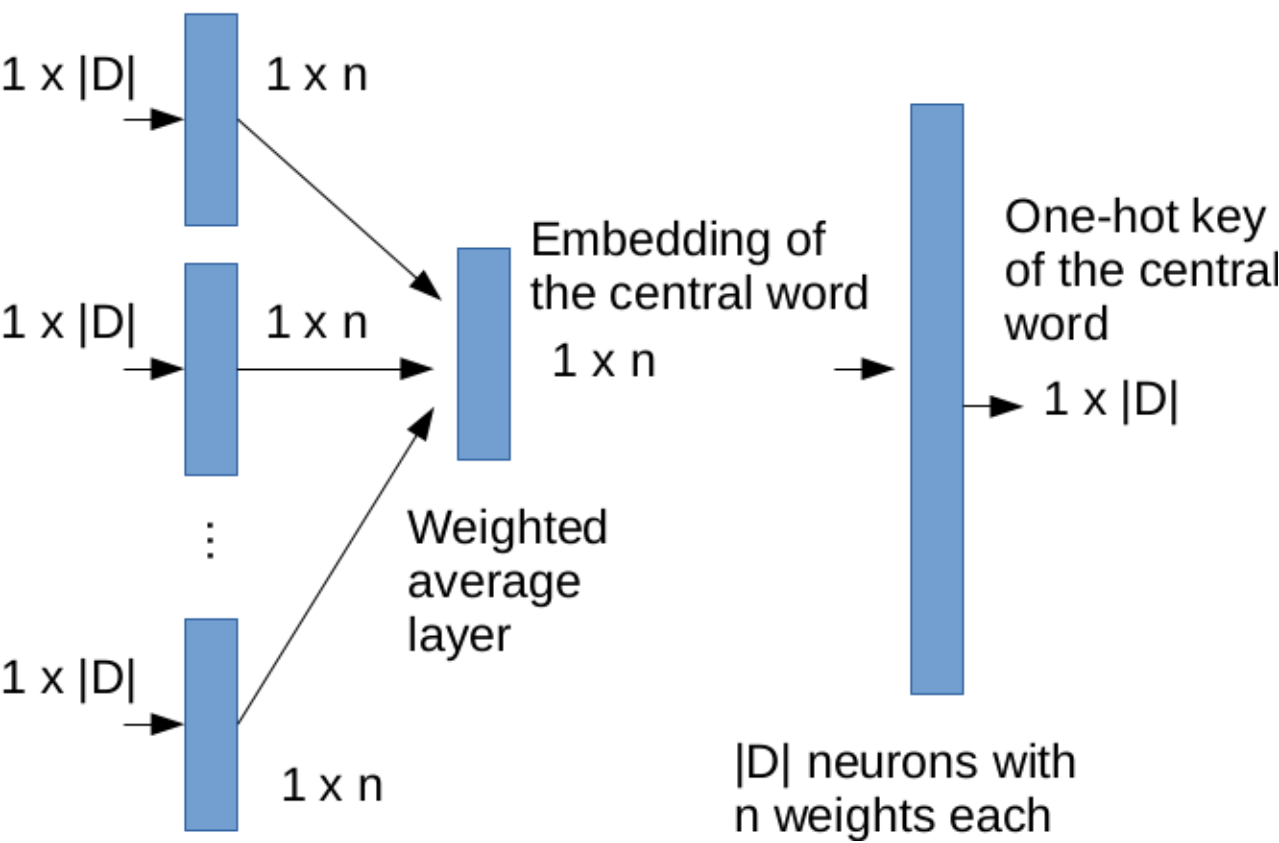 1 x |D|
1 x n
1 x |D|
1 x n
⋮
1 x |D|
1 x n
Embedding of
the central word
1 x n
Weighted
average
layer
One-hot key
of the central
word
1 x |D|
|D| neurons with
n weights each